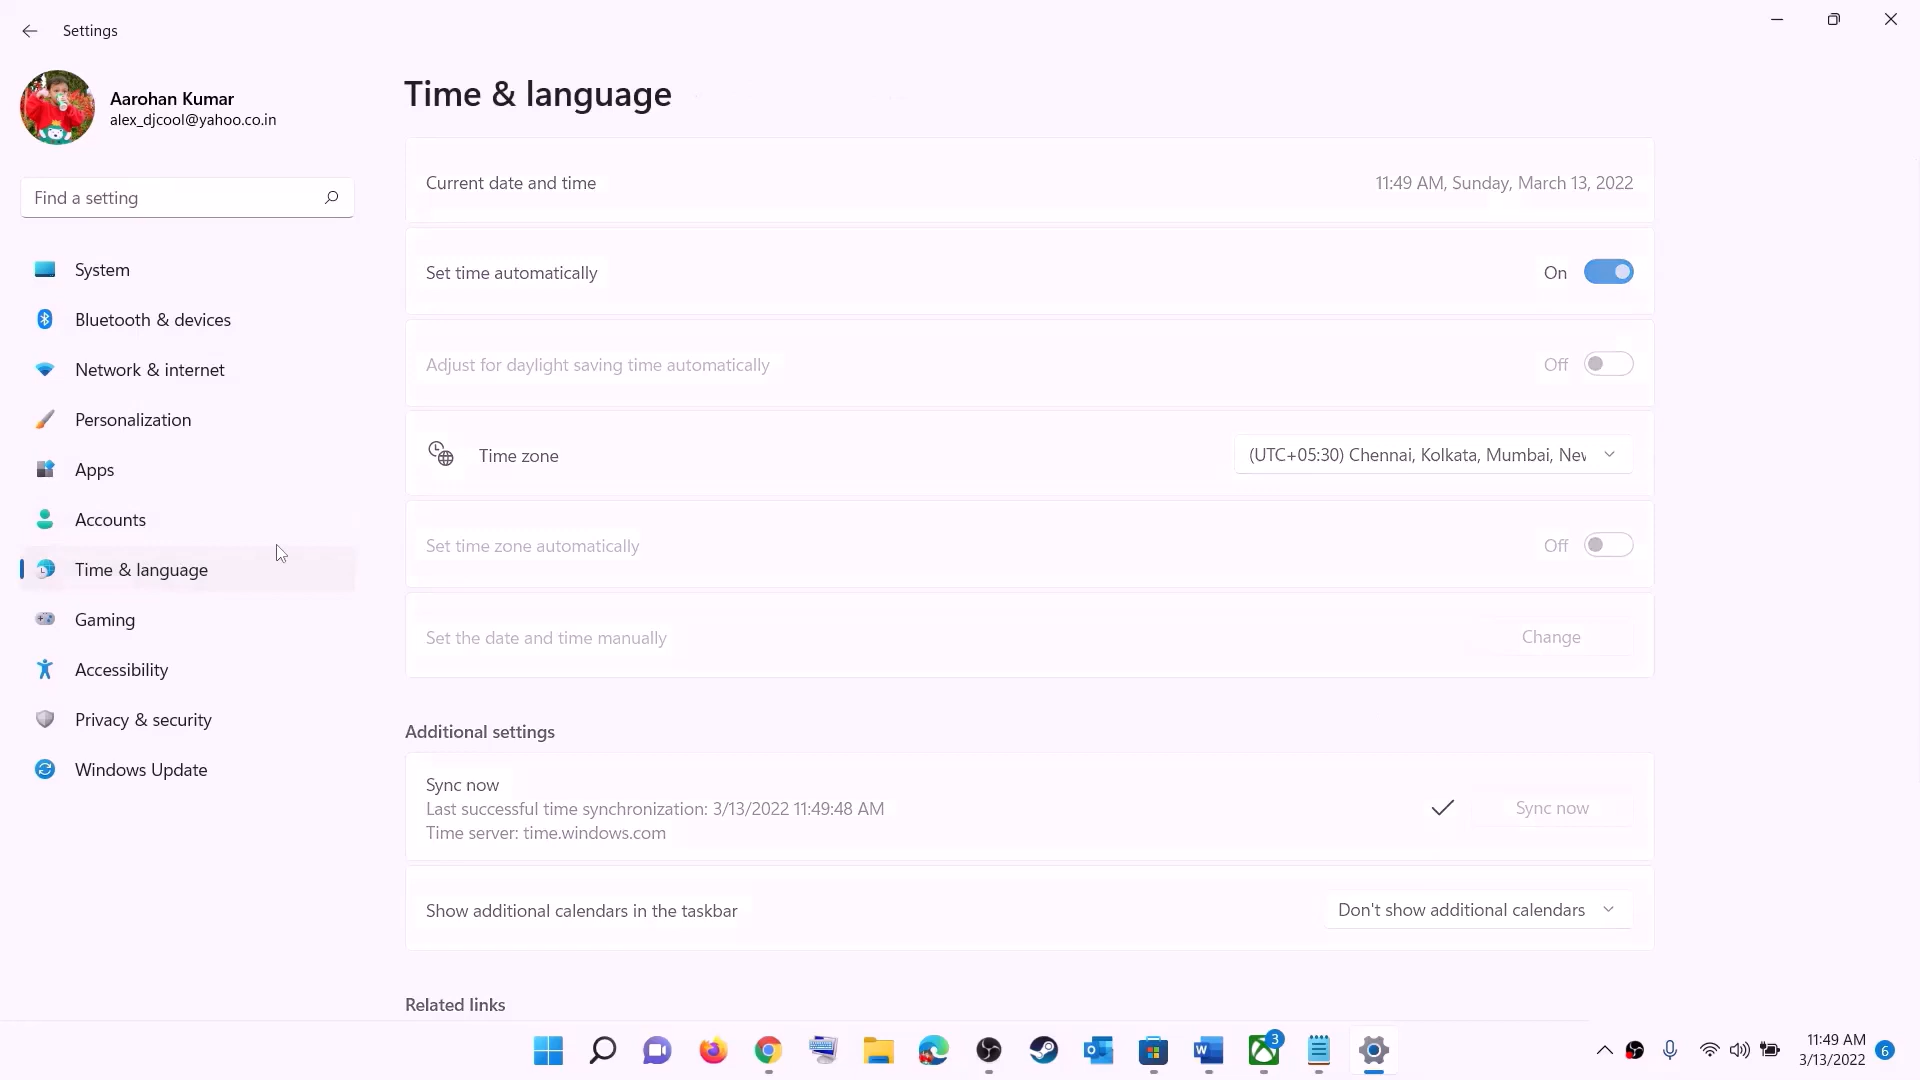 Settings
Aarohan Kumar
alex_djcool@yahoo.co.in
Find a setting
System
Bluetooth & devices
Network & internet
Personalization
Apps
Accounts
Time & language
Gaming
Accessibility
Privacy & security
Windows Update
Time & language
Current date and time
11:49 AM, Sunday, March 13, 2022
Set time automatically
On
Adjust for daylight saving time automatically
Off
Time zone
(UTC+05:30) Chennai, Kolkata, Mumbai, Nev
Set time zone automatically
Off
Set the date and time manually
Change
Additional settings
Sync now
Last successful time synchronization: 3/13/2022 11:49:48 AM
Time server: time.windows.com
Sync now
Show additional calendars in the taskbar
Don't show additional calendars
Related links
3
11:49 AM
3/13/2022
6